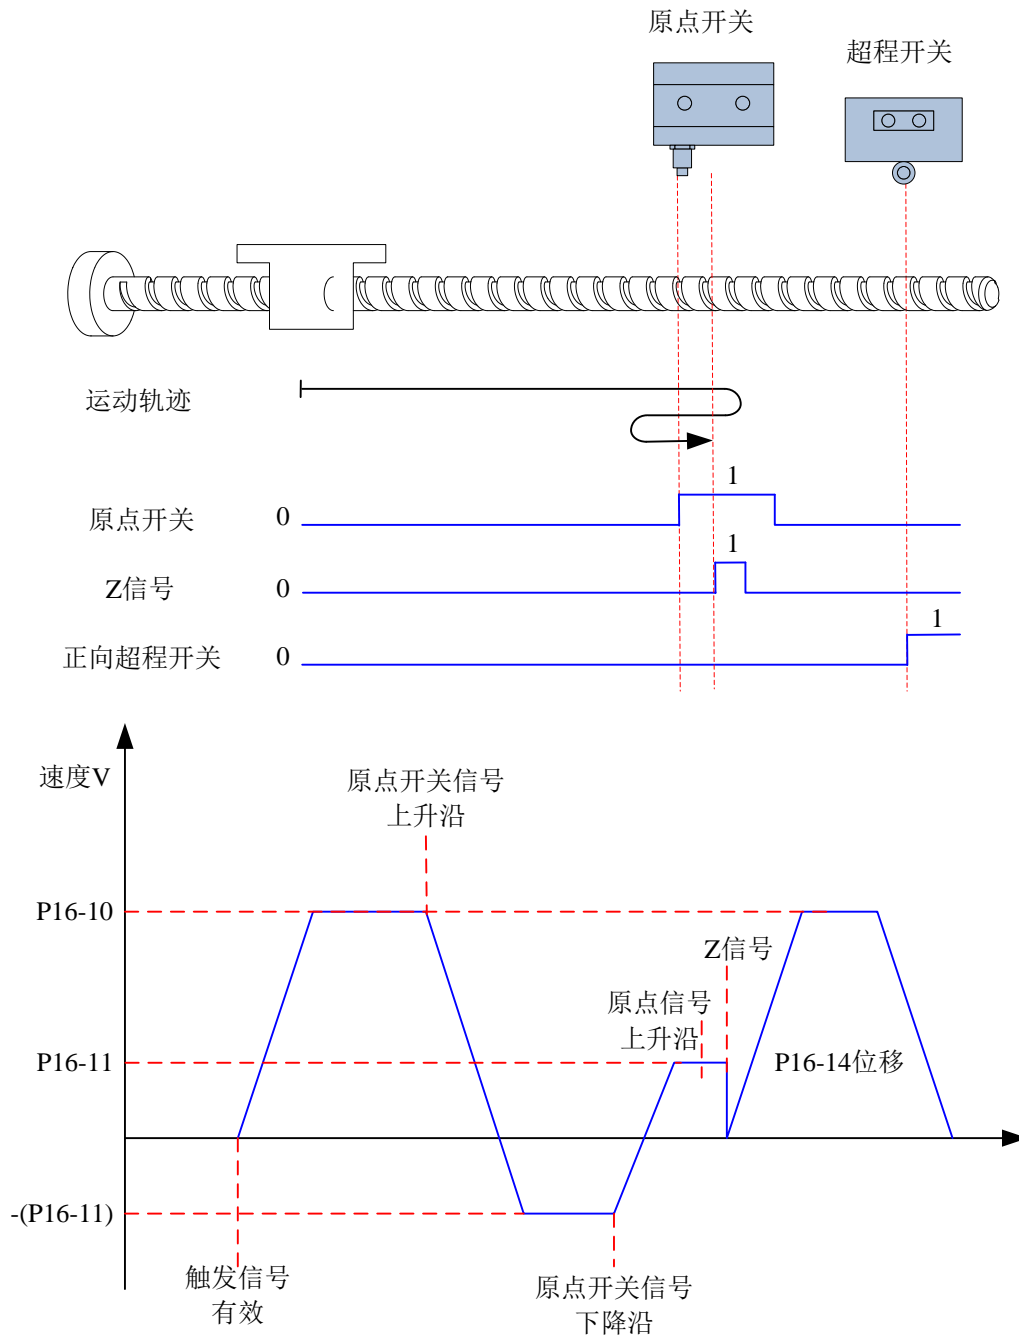 原点开关
超程开关
运动轨迹
1
原点开关
0
1
Z信号
0
1
正向超程开关
0
速度V
原点开关信号
上升沿
P16-10
Z信号
原点信号
上升沿
P16-11
P16-14位移
-(P16-11)
触发信号
有效
原点开关信号
下降沿